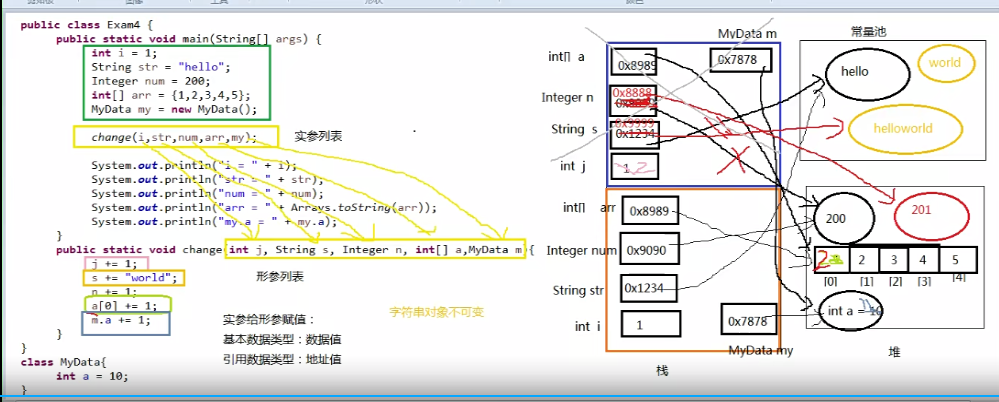 public class Exam4 {
public static void main(String[] args) {
int i = 1;
String str = "hello";
Integer num = 200;
int[] arr = {1,2,3,4,5};
MyData my = new MyData();
change(i,str,num,arr,my);
实参列表
System.out.println("i = " + i);
System.out.println("str = " + str);
System.out.println("num = " + num);
System.out.println("arr = " + Arrays.toString(arr));
System.out.println("my.a = " + my.a);
}
public static void change(int j, String s, Integer n, int[] a,MyData m){
j += 1;
s += "world";
n += 1;
a[0] += 1;
m.a += 1;
}
}
class MyData{
int a = 10;
}
形参列表
字符串对象不可变
实参给形参赋值：
基本数据类型：数据值
引用数据类型：地址值
MyData m
int[] a
0x8989
0x7878
Integer n
0x8888
String s
0x9999
0x1234
int j
1 2
int[] arr
0x8989
Integer num
0x9090
String str
0x1234
int i
1
0x7878
MyData my
栈
常量池
hello
world
helloworld
200
201
2
2
3
4
5
[0]
[1]
[2]
[3]
[4]
int a =
堆